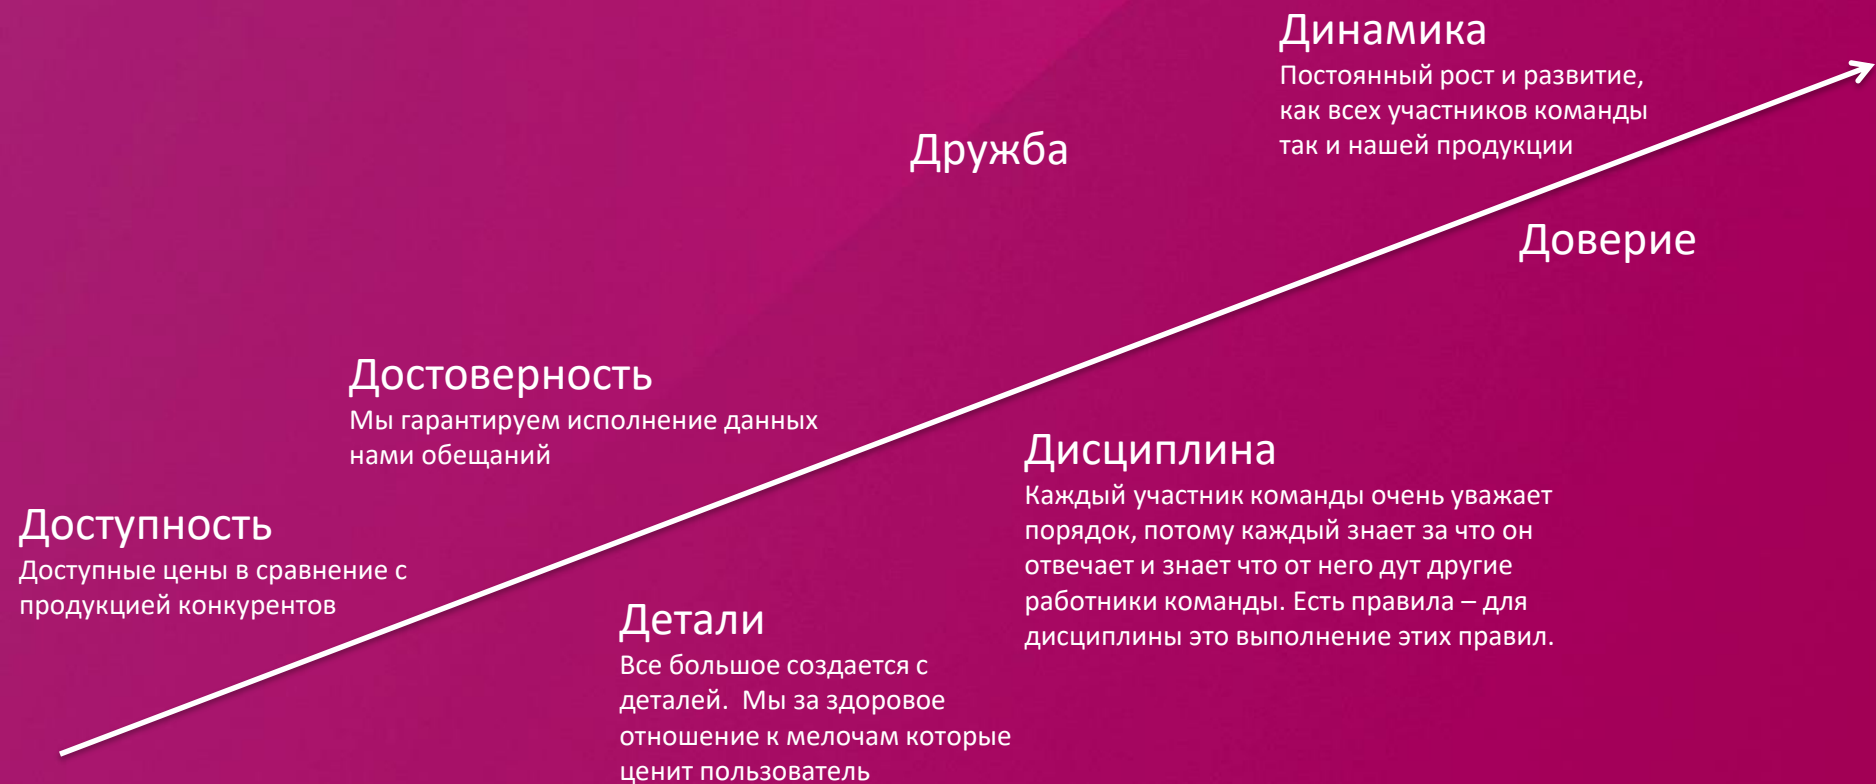 Динамика
Постоянный рост и развитие,
как всех участников команды
так и нашей продукции
Дружба
Доверие
Достоверность
Мы гарантируем исполнение данных
нами обещаний
Дисциплина
Каждый участник команды очень уважает
порядок, потому каждый знает за что он
отвечает и знает что от него дут другие
работники команды. Есть правила – для
дисциплины это выполнение этих правил.
Доступность
Доступные цены в сравнение с
продукцией конкурентов
Детали
Все большое создается с
деталей.  Мы за здоровое
отношение к мелочам которые
ценит пользователь